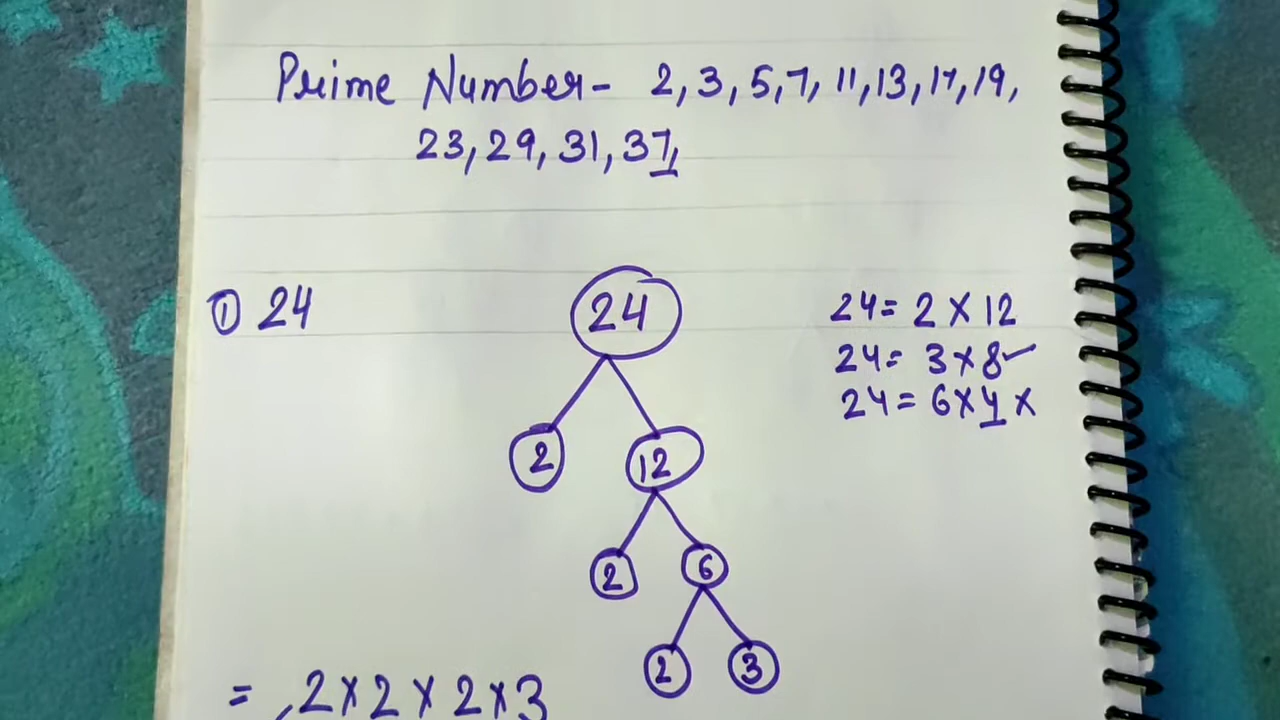 Prime Number- 2, 3, 5, 7, 11, 13, 17, 19,
23, 29, 31, 37,
① 24
24
2 12
2 6
2 3
24= 2 × 12
24= 3 × 8 ✓
24= 6 × 4 ×
= 2 × 2 × 2 × 3